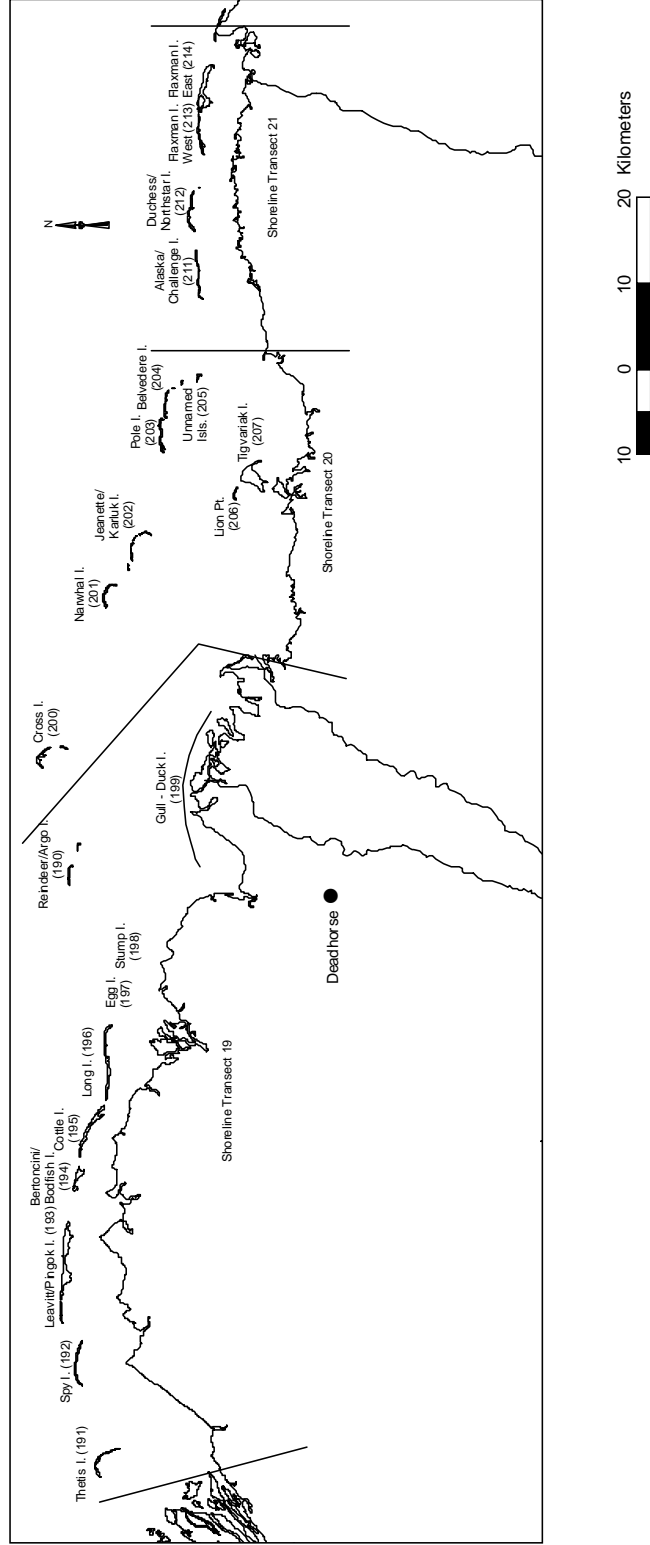 Thetis I. (191)
Spy I. (192)
Leavitt/Pingok I. (193)
Bertoncini/
Bodfish I.
(194)
Cottle I.
(195)
Long I. (196)
Egg I.
(197)
Stump I.
(198)
Reindeer/Argo I.
(190)
Cross I.
(200)
Gull - Duck I.
(199)
Narwhal I.
(201)
Jeanette/
Karluk I.
(202)
Pole I.
(203)
Belvedere I.
(204)
Unnamed
Isls.
(205)
Lion Pt.
(206)
Tigvariak I.
(207)
Alaska/
Challenge I.
(211)
Duchess/
Northstar I.
(212)
Flaxman I.
West (213)
Flaxman I.
East (214)
N
Shoreline Transect 19
Deadhorse
Shoreline Transect 20
Shoreline Transect 21
10 0 10 20 Kilometers